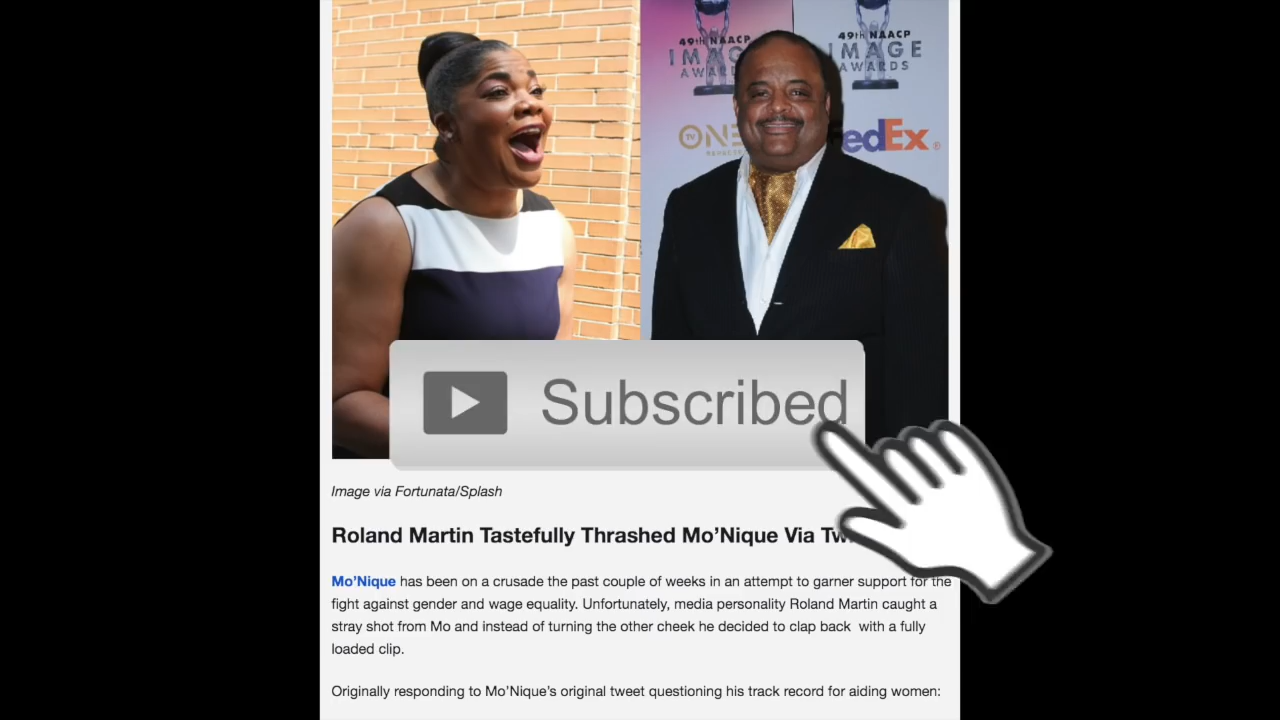 49th NAACP
IMAGE
AWARDS
49th NAACP
IMAGE
AWARDS
TV ONE
FedEx
Subscribed
Image via Fortunata/Splash
Roland Martin Tastefully Thrashed Mo’Nique Via
Mo’Nique has been on a crusade the past couple of weeks in an attempt to garner support for the
fight against gender and wage equality. Unfortunately, media personality Roland Martin caught a
stray shot from Mo and instead of turning the other cheek he decided to clap back with a fully
loaded clip.
Originally responding to Mo’Nique’s original tweet questioning his track record for aiding women: